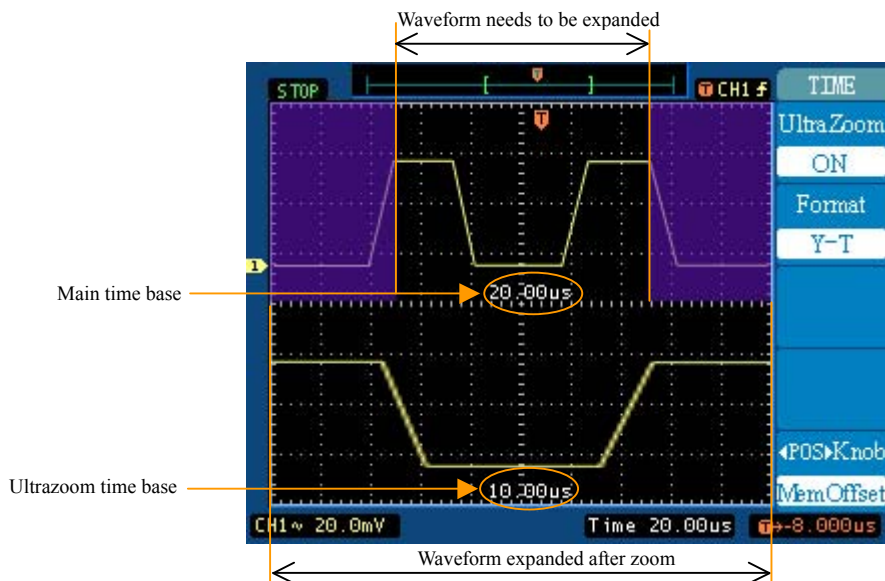 Waveform needs to be expanded
STOP
T
T CH1
TIME
T
UltraZoom
ON
Format
Y-T
1
Main time base
20.00us
Ultrazoom time base
10.00us
◄POS►Knob
MemOffset
CH1~ 20.0mV
Time 20.00us
T→-8.000us
Waveform expanded after zoom